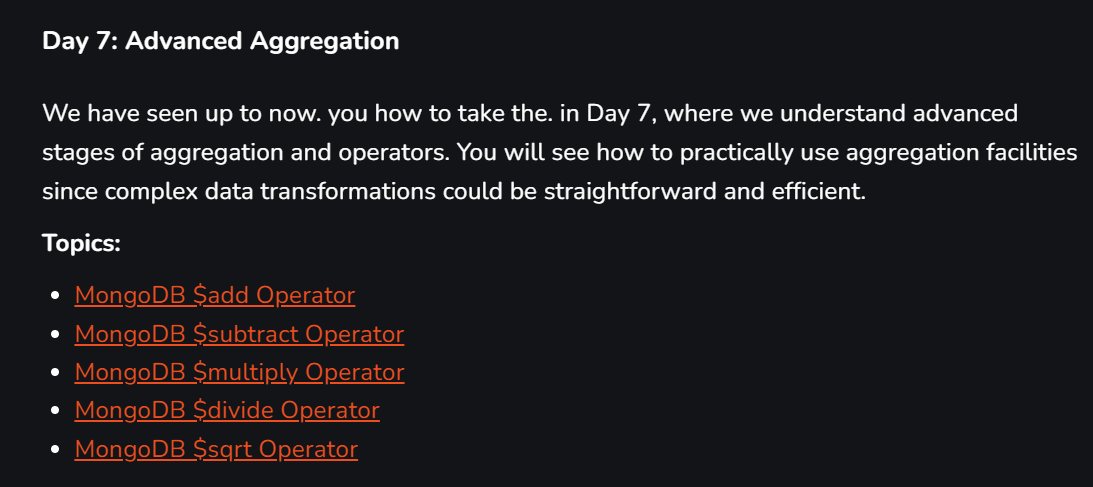 Day 7: Advanced Aggregation
We have seen up to now. you how to take the. in Day 7, where we understand advanced
stages of aggregation and operators. You will see how to practically use aggregation facilities
since complex data transformations could be straightforward and efficient.
Topics:
MongoDB $add Operator
MongoDB $subtract Operator
MongoDB $multiply Operator
MongoDB $divide Operator
MongoDB $sqrt Operator